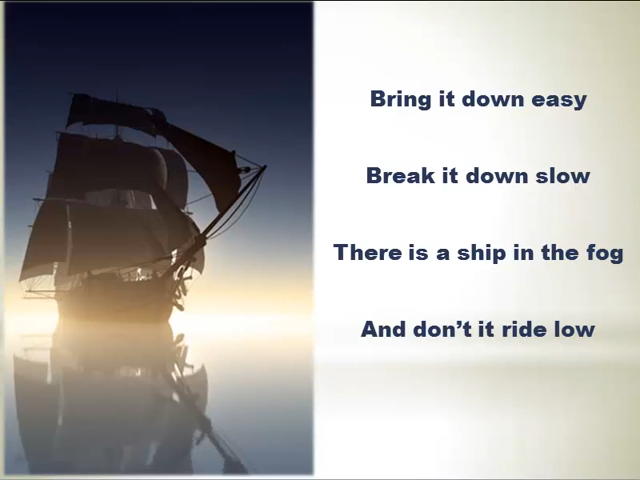 Bring it down easy
Break it down slow
There is a ship in the fog
And don’t it ride low